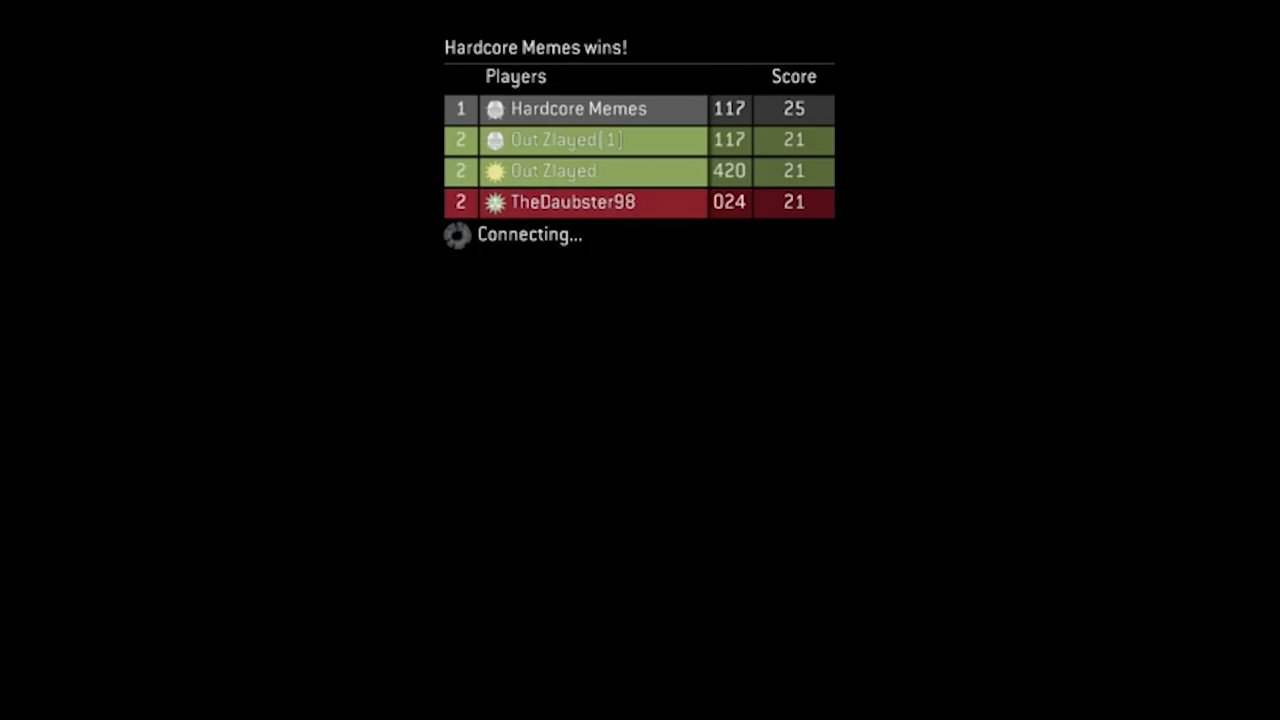 Hardcore Memes wins!
Players Score
1 Hardcore Memes 117 25
2 Out Zlayed(1) 117 21
2 Out Zlayed 420 21
2 TheDaubster98 024 21
Connecting...